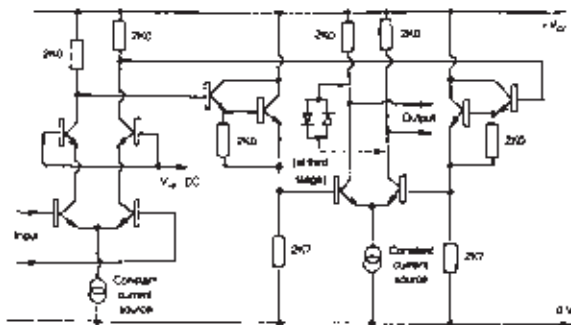 2K0
2K0
2K0
2K0
+ Vcc
Output
2K0
2K0
(at third
stage)
DC
Input
Constant
current
source
2K7
Constant
current
source
2K7
0 V